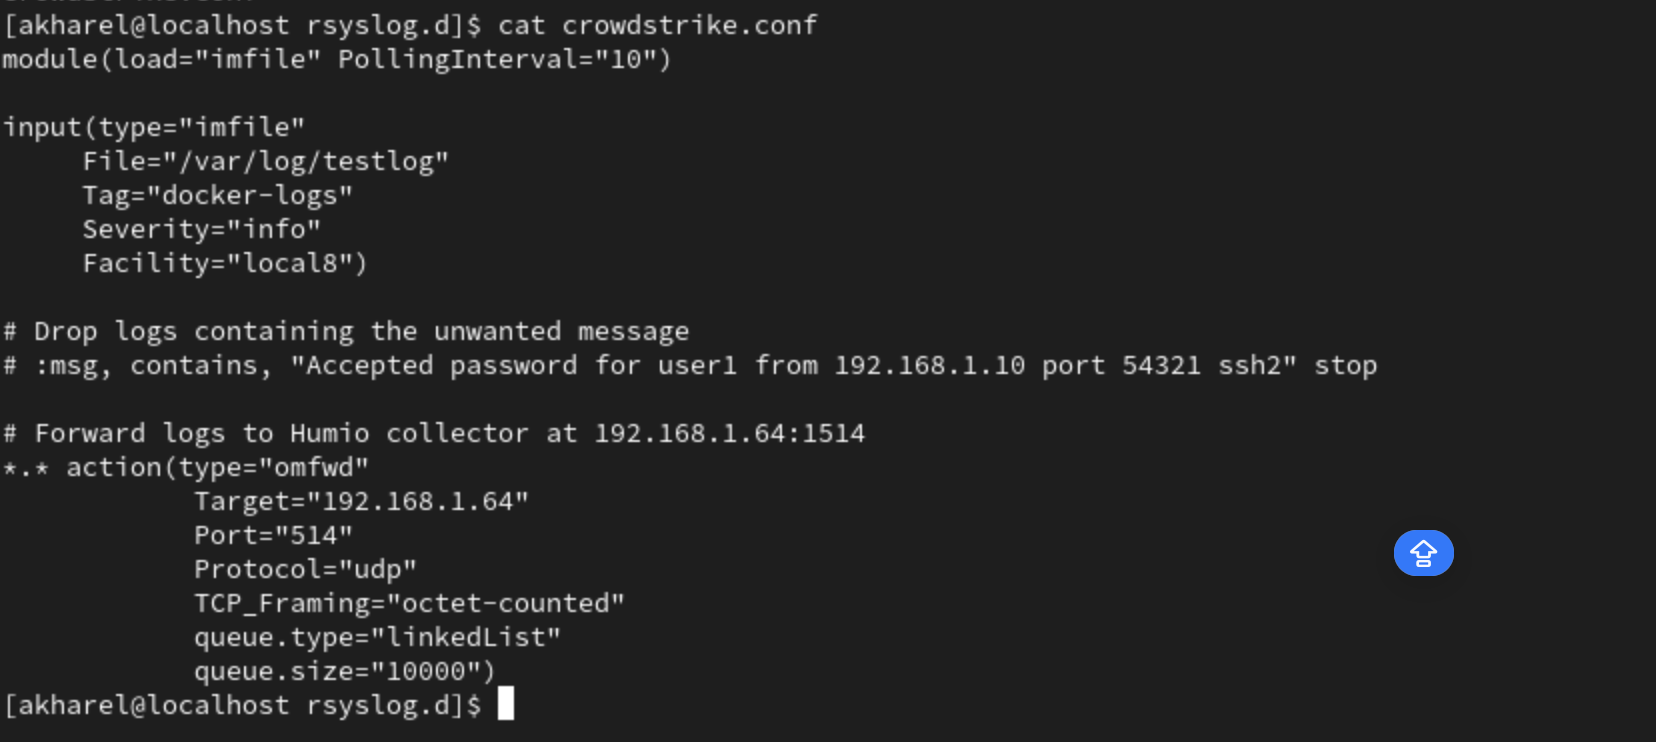 [akharel@localhost rsyslog.d]$ cat crowdstrike.conf
module(load="imfile" PollingInterval="10")
input(type="imfile"
     File="/var/log/testlog"
     Tag="docker-logs"
     Severity="info"
     Facility="local8")
# Drop logs containing the unwanted message
# :msg, contains, "Accepted password for user1 from 192.168.1.10 port 54321 ssh2" stop
# Forward logs to Humio collector at 192.168.1.64:1514
*.* action(type="omfwd"
            Target="192.168.1.64"
            Port="514"
            Protocol="udp"
            TCP_Framing="octet-counted"
            queue.type="linkedList"
            queue.size="10000")
[akharel@localhost rsyslog.d]$